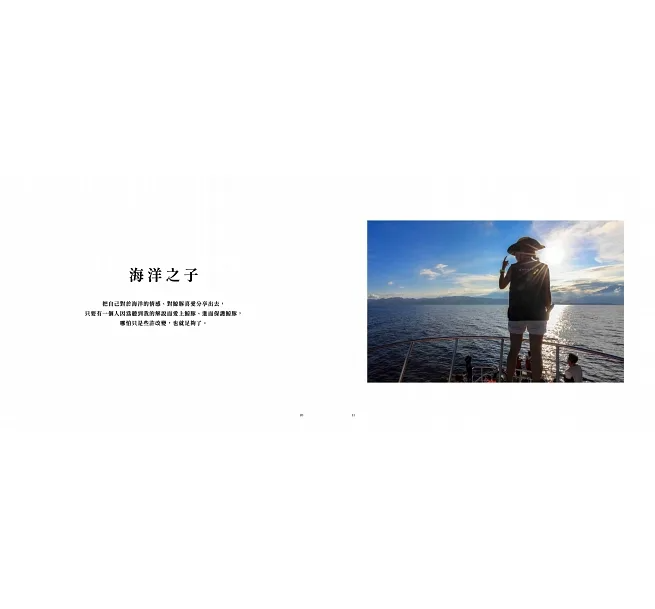 海洋之子
把自己對於海洋的情感、對鯨豚喜愛分享出去，
只要有一個人因為聽到我的解說而愛上鯨豚、進而保護鯨豚，
哪怕只是些許改變，也就足夠了。